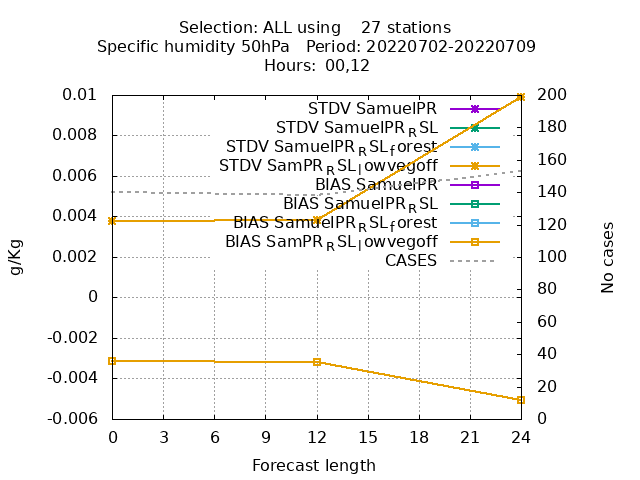 Selection: ALL using 27 stations
Specific humidity 50hPa Period: 20220702-20220709
Hours: 00,12
0.01
0.008
0.006
0.004
0.002
0
-0.002
-0.004
-0.006
g/Kg
STDV SamuelPR
STDV SamuelPR_RSL
STDV SamuelPR_RSL_forest
STDV SamPR_RSL_lowvegoff
BIAS SamuelPR
BIAS SamuelPR_RSL
BIAS SamuelPR_RSL_forest
BIAS SamPR_RSL_lowvegoff
CASES
200
180
160
140
120
100
80
60
40
20
0
No cases
0 3 6 9 12 15 18 21 24
Forecast length